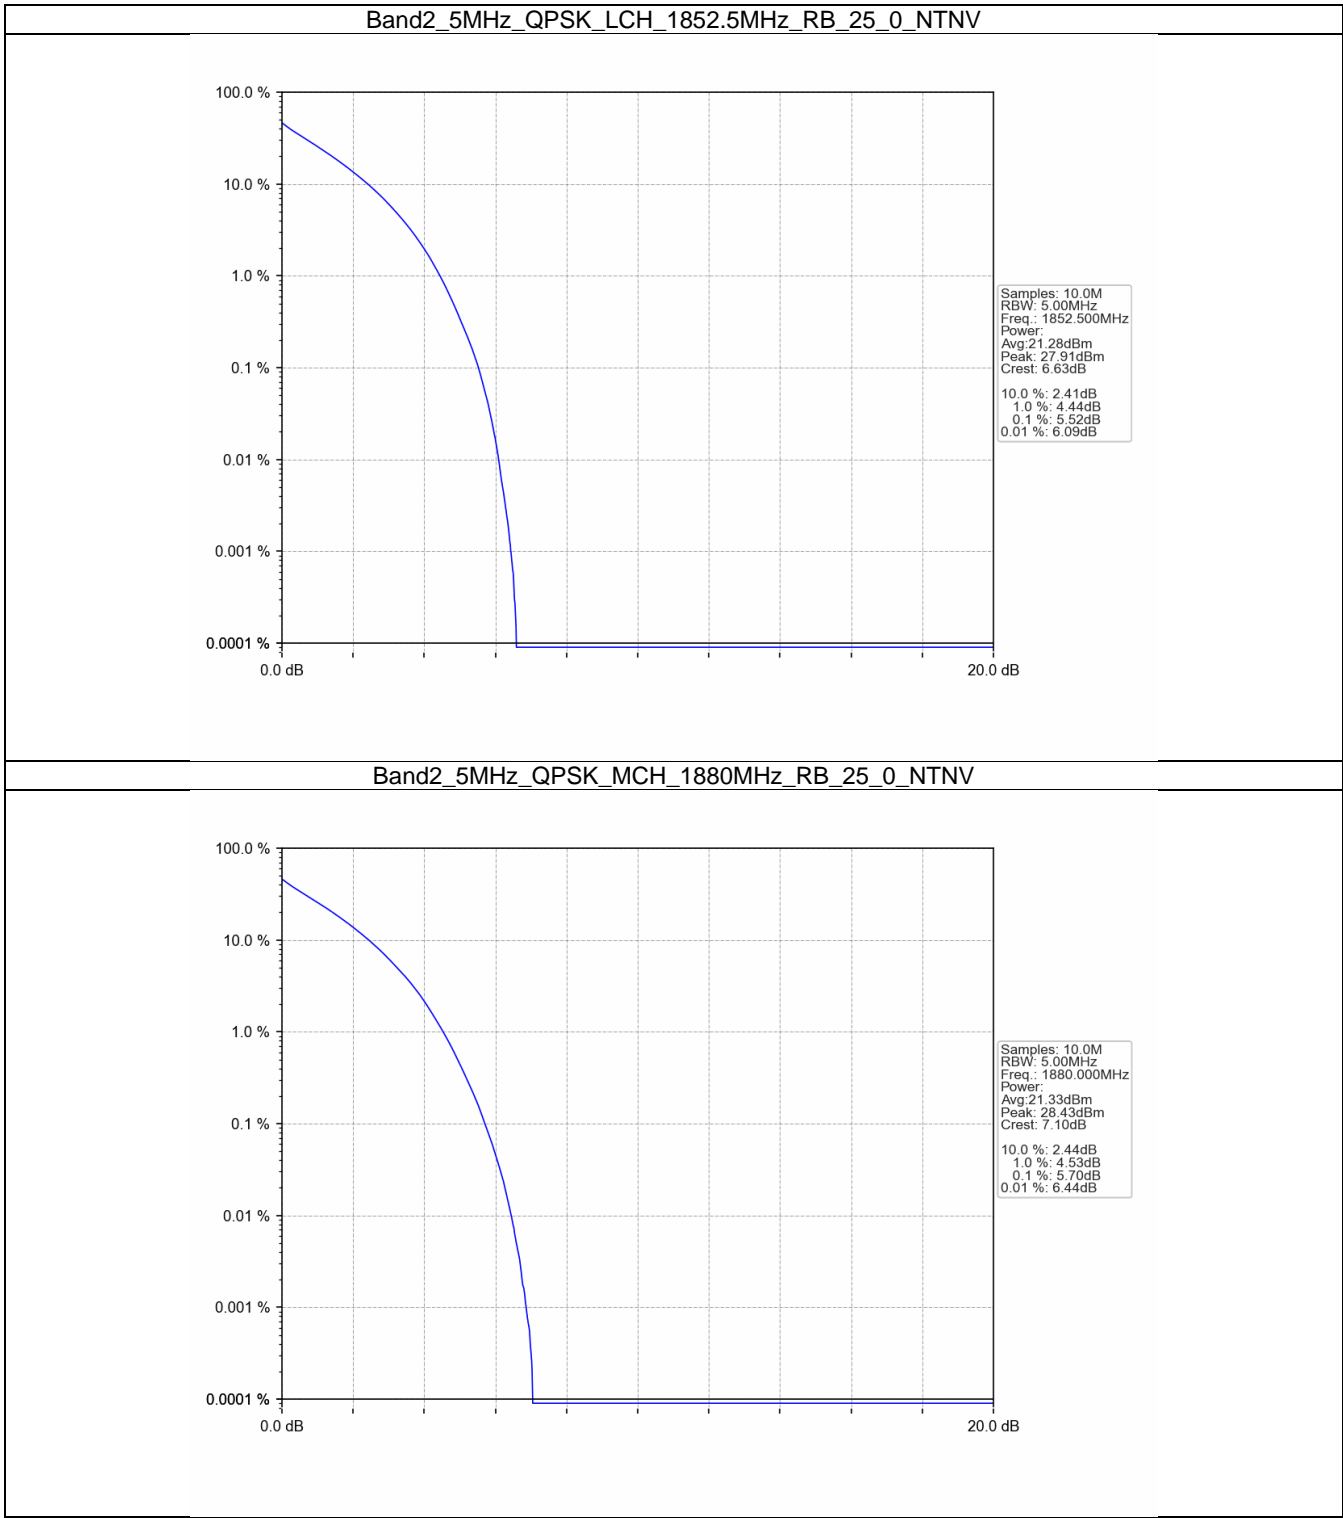 Band2_5MHz_QPSK_LCH_1852.5MHz_RB_25_0_NTNV
100.0 %
10.0 %
1.0 %
0.1 %
0.01 %
0.001 %
0.0001 %
0.0 dB
20.0 dB
Samples: 10.0M
RBW: 5.00MHz
Freq.: 1852.500MHz
Power:
Avg:21.28dBm
Peak: 27.91dBm
Crest: 6.63dB
10.0 %: 2.41dB
1.0 %: 4.44dB
0.1 %: 5.52dB
0.01 %: 6.09dB
Band2_5MHz_QPSK_MCH_1880MHz_RB_25_0_NTNV
100.0 %
10.0 %
1.0 %
0.1 %
0.01 %
0.001 %
0.0001 %
0.0 dB
20.0 dB
Samples: 10.0M
RBW: 5.00MHz
Freq.: 1880.000MHz
Power:
Avg:21.33dBm
Peak: 28.43dBm
Crest: 7.10dB
10.0 %: 2.44dB
1.0 %: 4.53dB
0.1 %: 5.70dB
0.01 %: 6.44dB